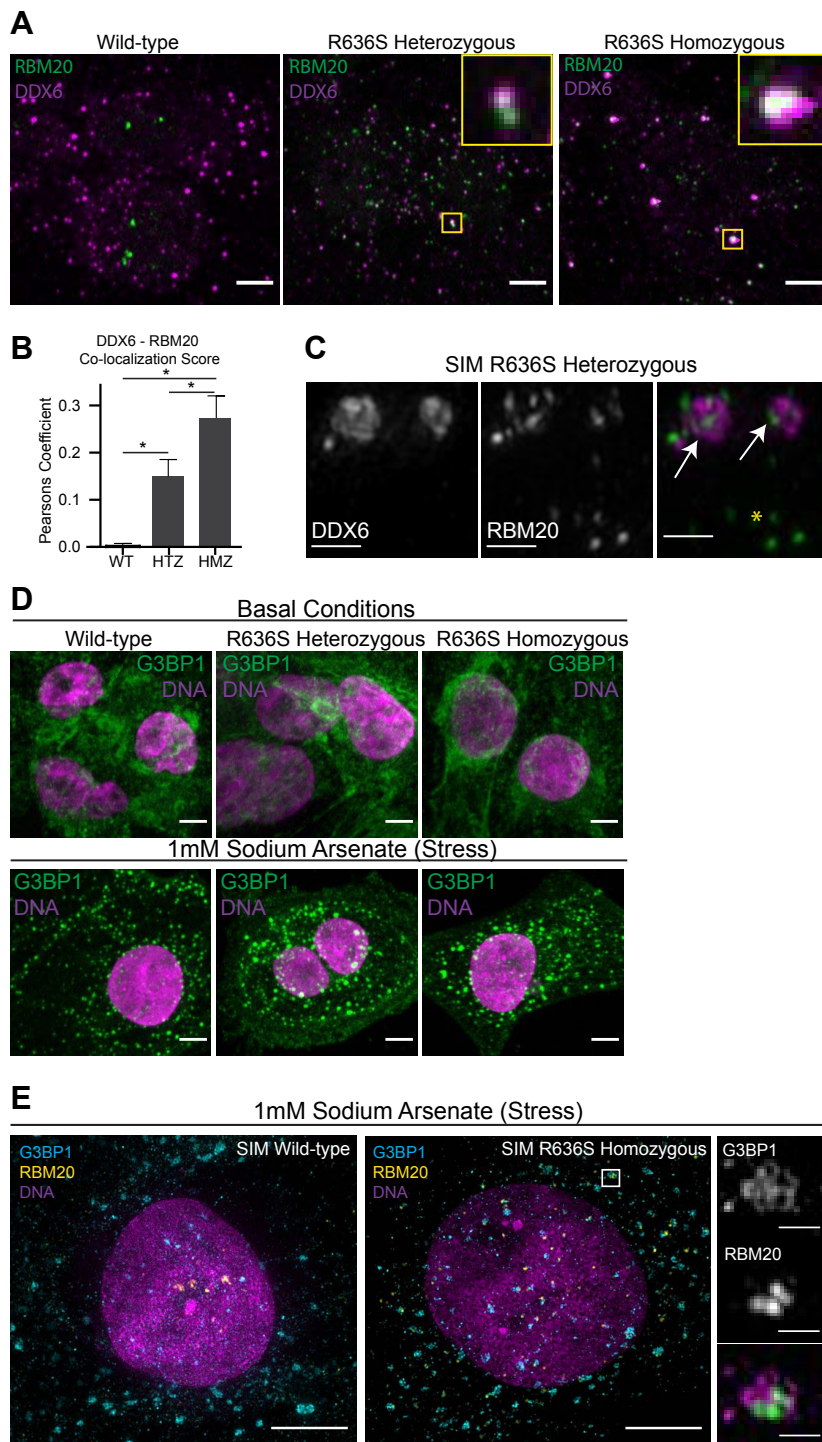 A
Wild-type
R636S Heterozygous
R636S Homozygous
RBM20
DDX6
RBM20
DDX6
RBM20
DDX6
B
DDX6 - RBM20
Co-localization Score
Pearsons Coefficient
0.3
0.2
0.1
0.0
*
*
*
WT
HTZ
HMZ
C
SIM R636S Heterozygous
DDX6
RBM20
*
D
Basal Conditions
Wild-type
R636S Heterozygous
R636S Homozygous
G3BP1
DNA
G3BP1
DNA
G3BP1
DNA
1mM Sodium Arsenate (Stress)
G3BP1
DNA
G3BP1
DNA
G3BP1
DNA
E
1mM Sodium Arsenate (Stress)
G3BP1
RBM20
DNA
SIM Wild-type
G3BP1
RBM20
DNA
SIM R636S Homozygous
G3BP1
RBM20